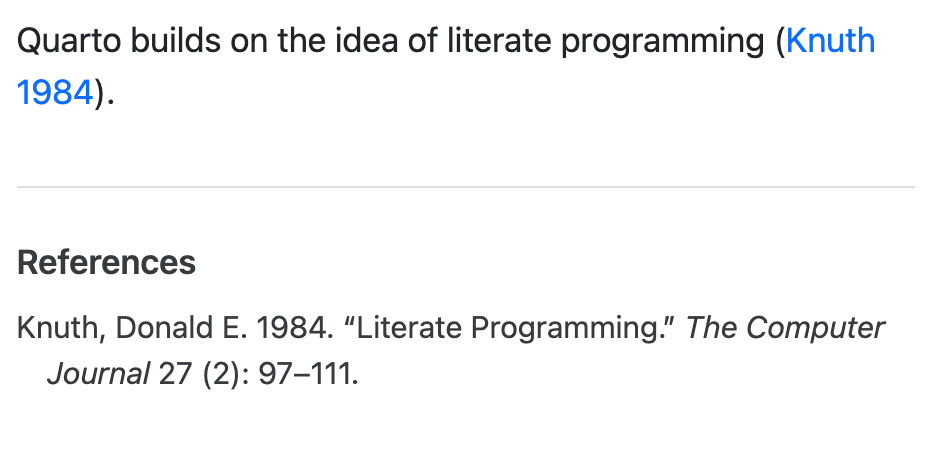 Quarto builds on the idea of literate programming (Knuth
1984).
References
Knuth, Donald E. 1984. “Literate Programming.” The Computer
Journal 27 (2): 97–111.